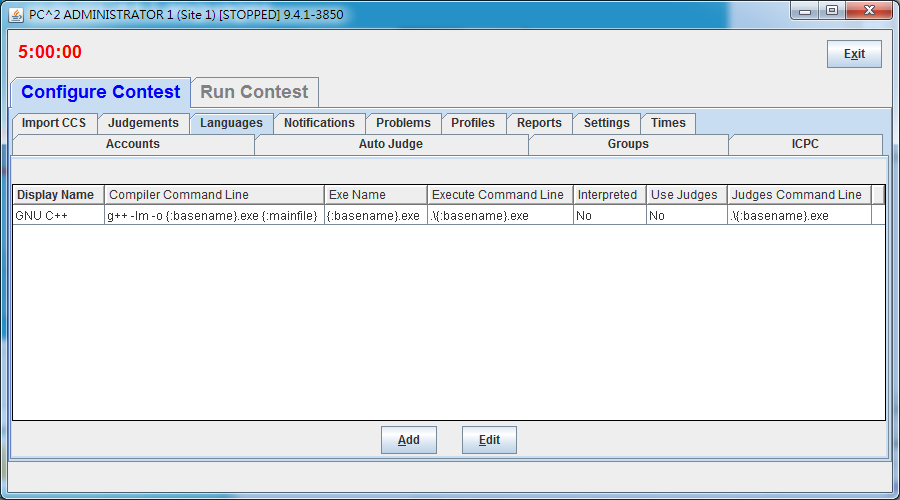 PC^2 ADMINISTRATOR 1 (Site 1) [STOPPED] 9.4.1-3850
5:00:00
Exit
Configure Contest Run Contest
Import CCS Judgements Languages Notifications Problems Profiles Reports Settings Times
Accounts Auto Judge Groups ICPC
Display Name Compiler Command Line Exe Name Execute Command Line Interpreted Use Judges Judges Command Line
GNU C++ g++ -lm -o {:basename}.exe {:mainfile} {:basename}.exe .\{:basename}.exe No No .\{:basename}.exe
Add Edit